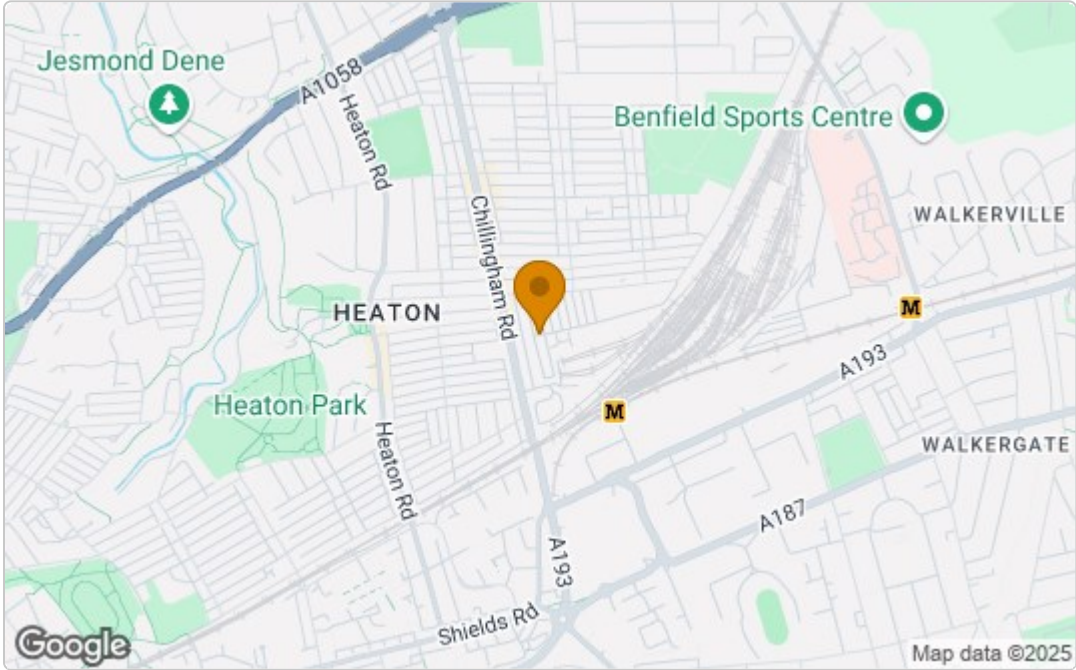 Jesmond Dene
A1058
Heaton Rd
Benfield Sports Centre
Chillingham Rd
WALKERVILLE
HEATON
M
A193
Heaton Park
M
Heaton Rd
WALKERGATE
A187
A193
Shields Rd
Google
Map data ©2025